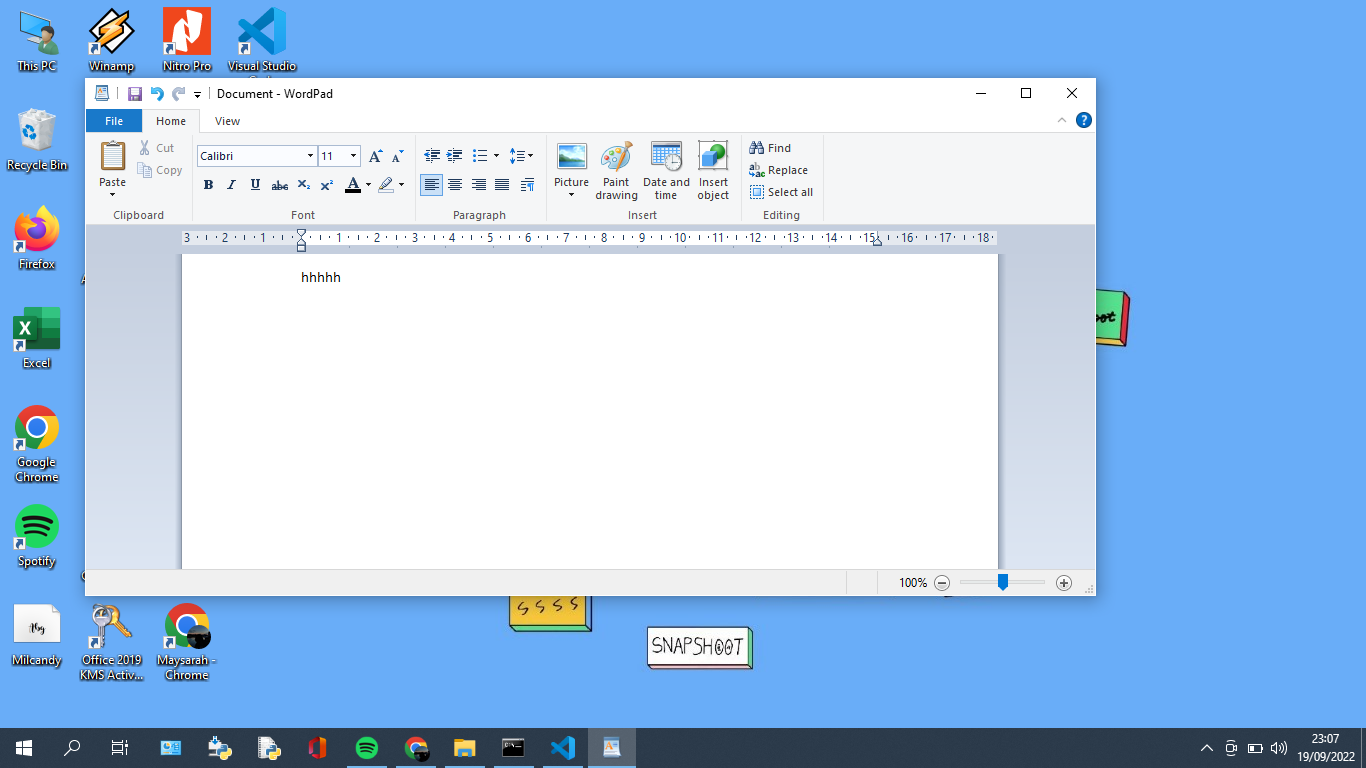 This PC
Winamp
Nitro Pro
Visual Studio
Recycle Bin
Firefox
Excel
Google
Chrome
Spotify
Milcandy
Office 2019
KMS Activ...
Maysarah -
Chrome
Document - WordPad
File
Home
View
Paste
Cut
Copy
Clipboard
Calibri
11
B I U abc X₂ X²
A
Font
Paragraph
Picture
Paint
drawing
Date and
time
Insert
object
Insert
Find
Replace
Select all
Editing
3 2 1 1 2 3 4 5 6 7 8 9 10 11 12 13 14 15 16 17 18
hhhhh
100%
SNAPSHOOT
23:07
19/09/2022